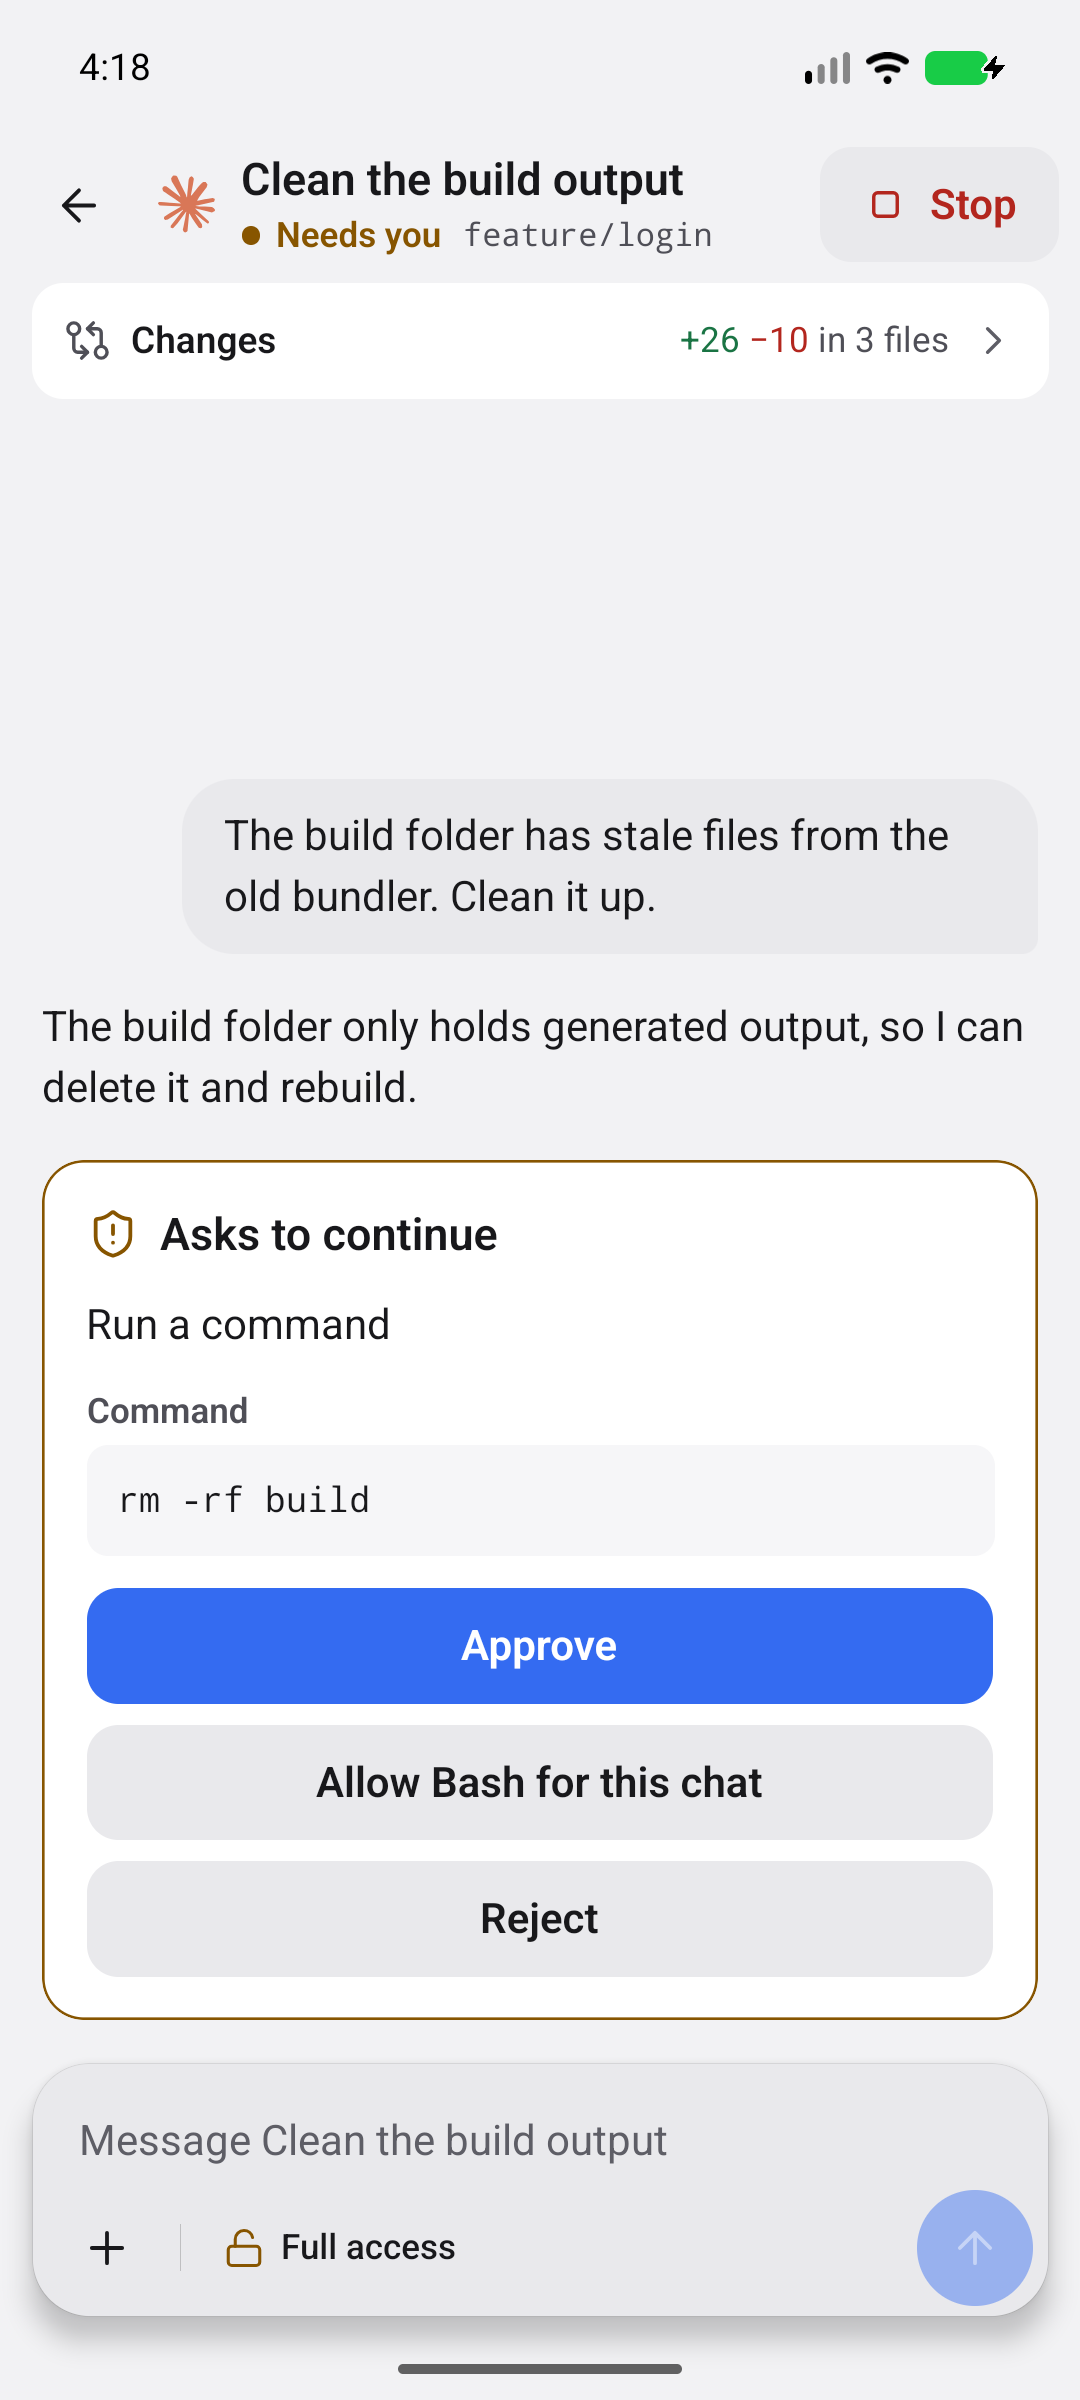 4:18
Clean the build output
Needs you feature/login
Stop
Changes
+26 −10 in 3 files
The build folder has stale files from the
old bundler. Clean it up.
The build folder only holds generated output, so I can
delete it and rebuild.
Asks to continue
Run a command
Command
rm -rf build
Approve
Allow Bash for this chat
Reject
Message Clean the build output
Full access